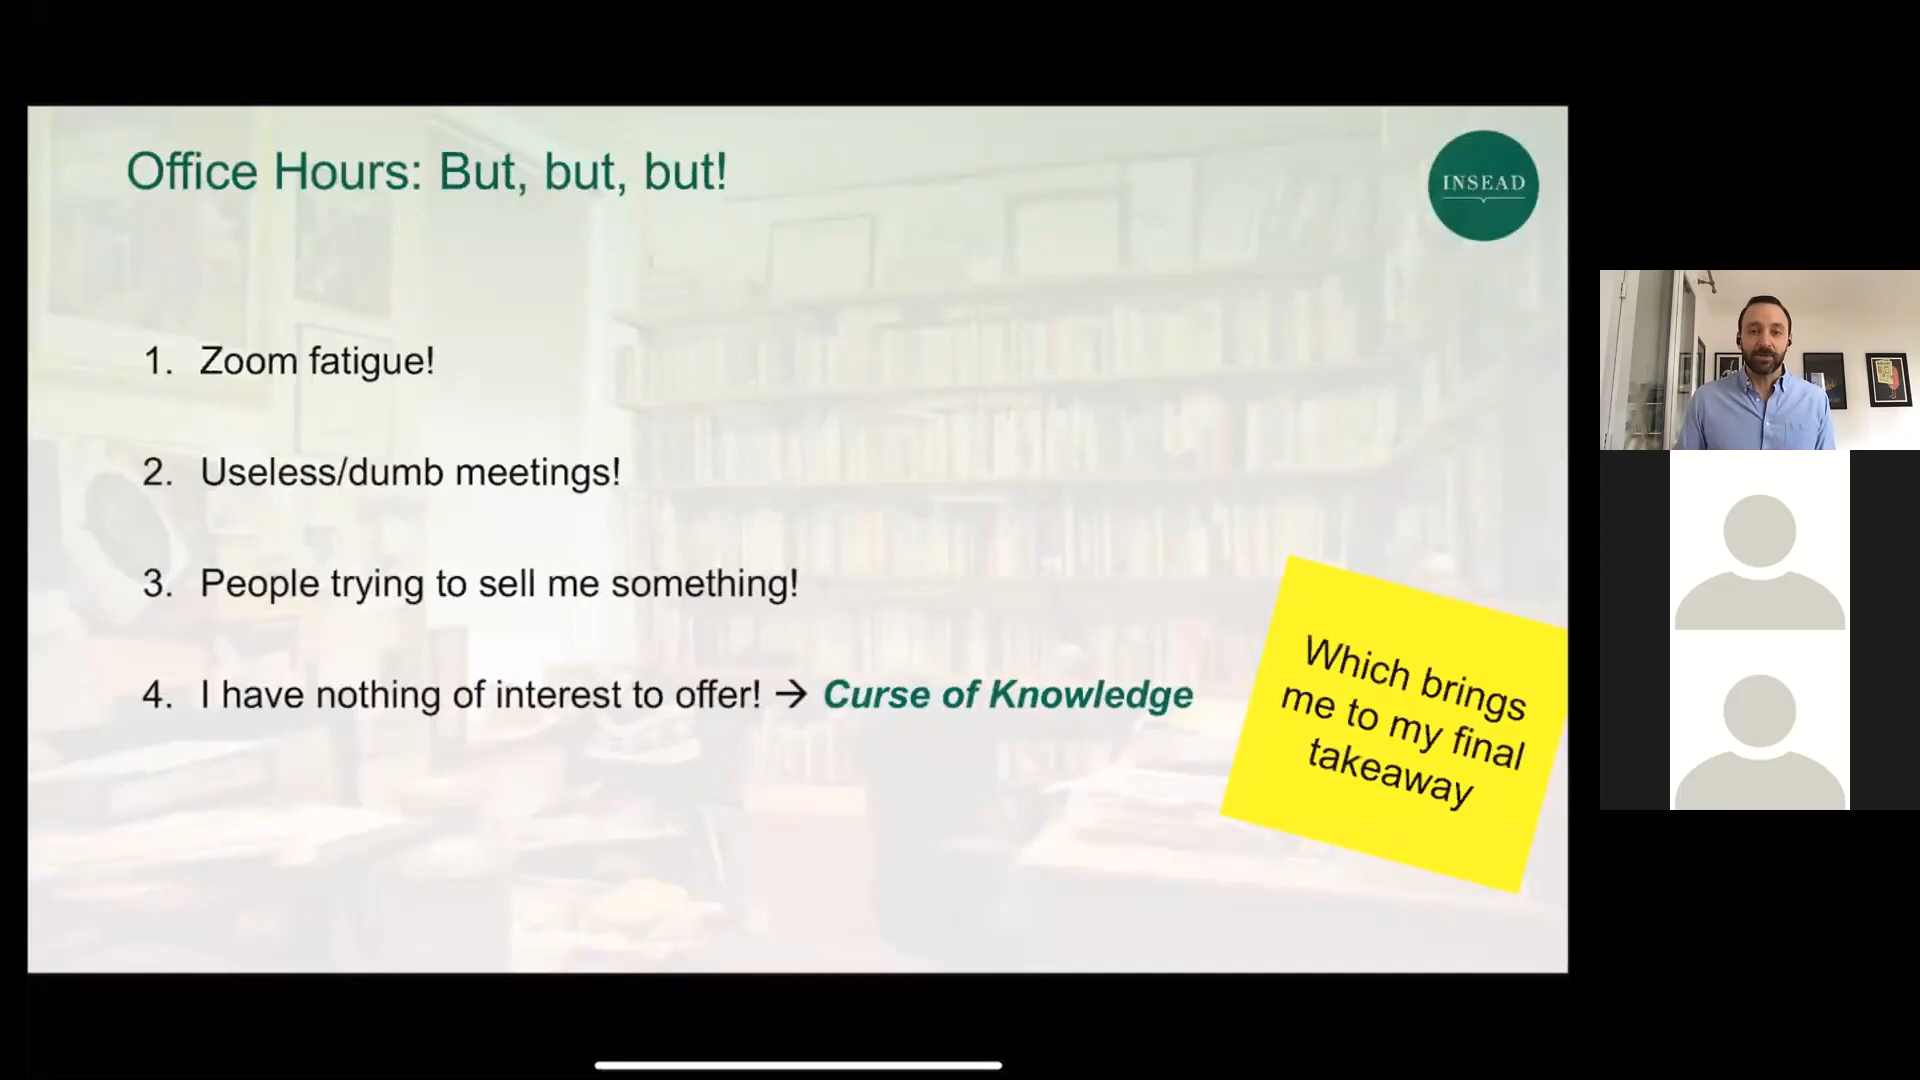 Office Hours: But, but, but!
INSEAD
1. Zoom fatigue!
2. Useless/dumb meetings!
3. People trying to sell me something!
4. I have nothing of interest to offer! → Curse of Knowledge
Which brings
me to my final
takeaway